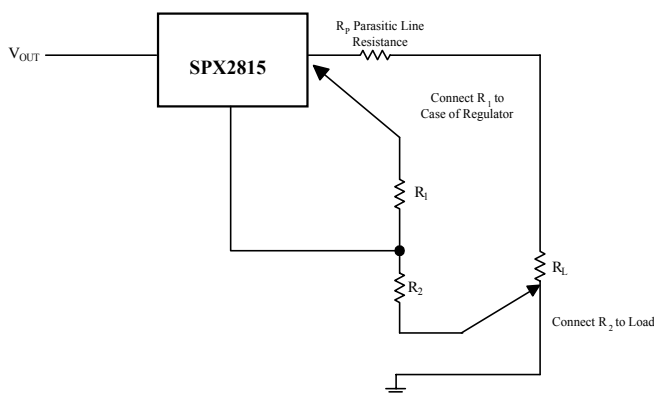 R_P Parasitic Line
Resistance
V_OUT
SPX2815
Connect R_1 to
Case of Regulator
R_1
R_L
R_2
Connect R_2 to Load